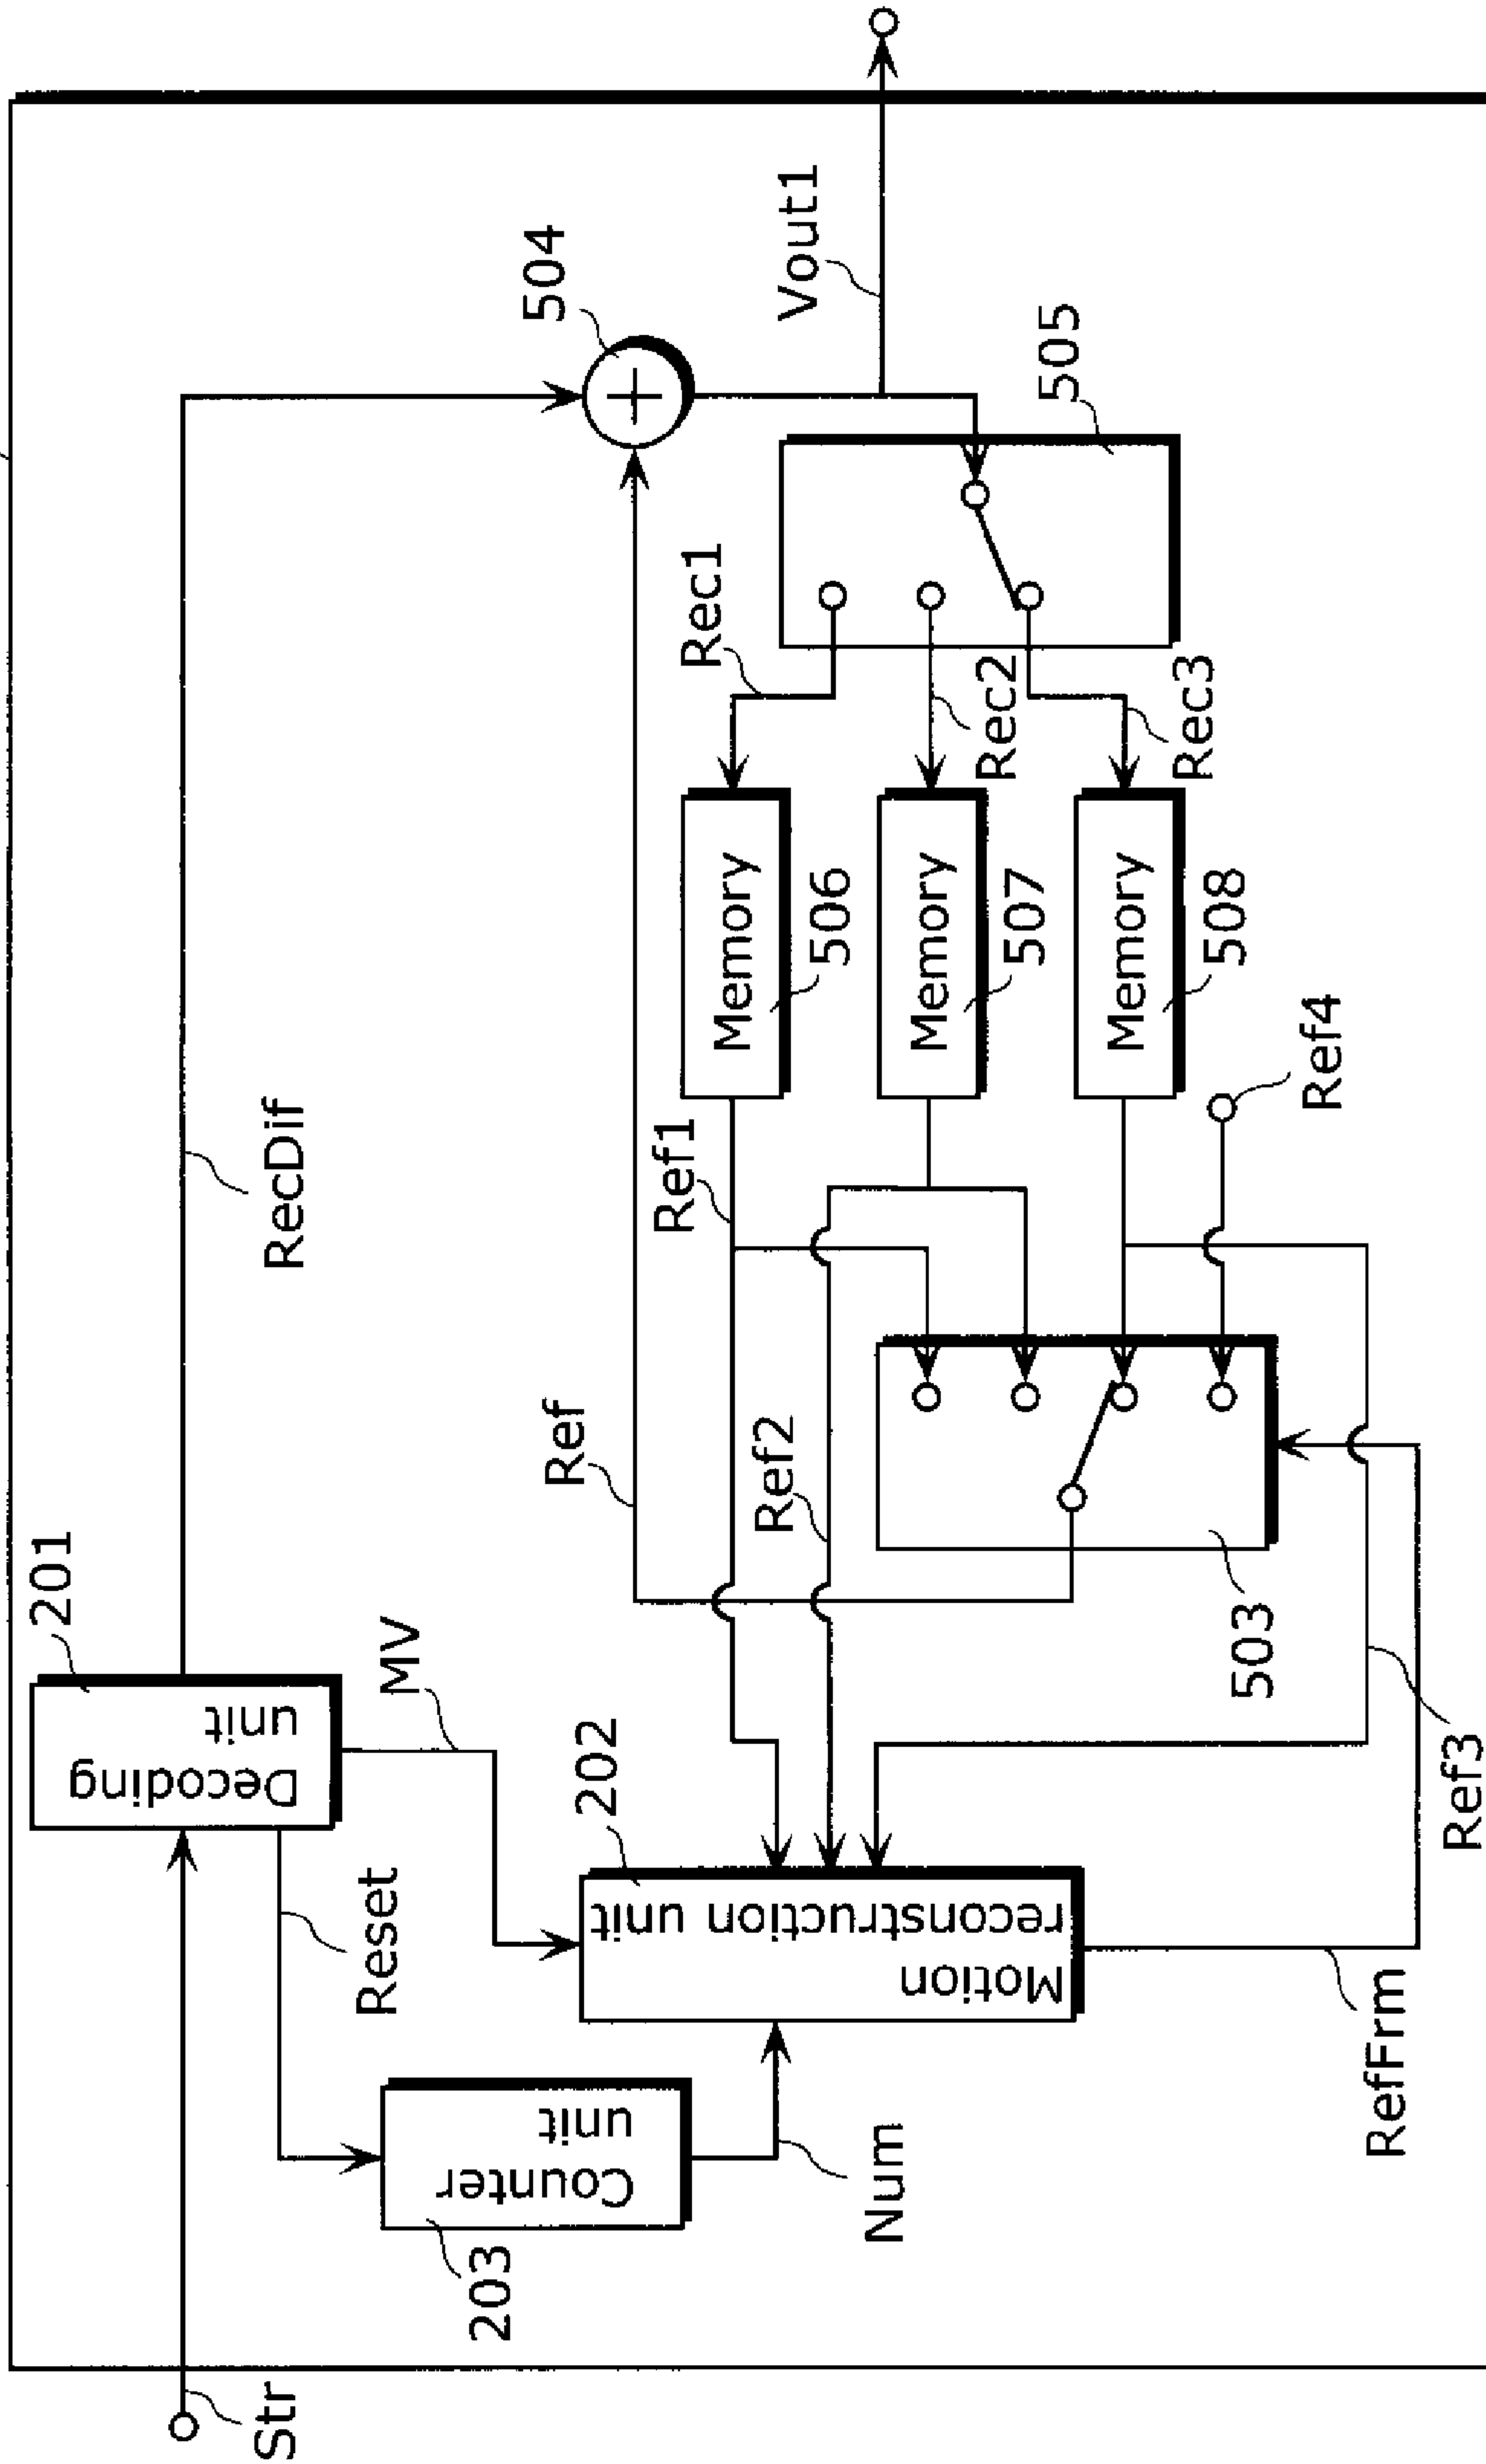 Str
Decoding
unit
201
RecDif
504
Vout1
Reset
MV
Counter
unit
203
Num
Motion
reconstruction unit
202
Ref
Ref1
Ref2
Memory
506
Rec1
Memory
507
Rec2
Memory
508
Rec3
505
Ref4
503
Ref3
RefFrm